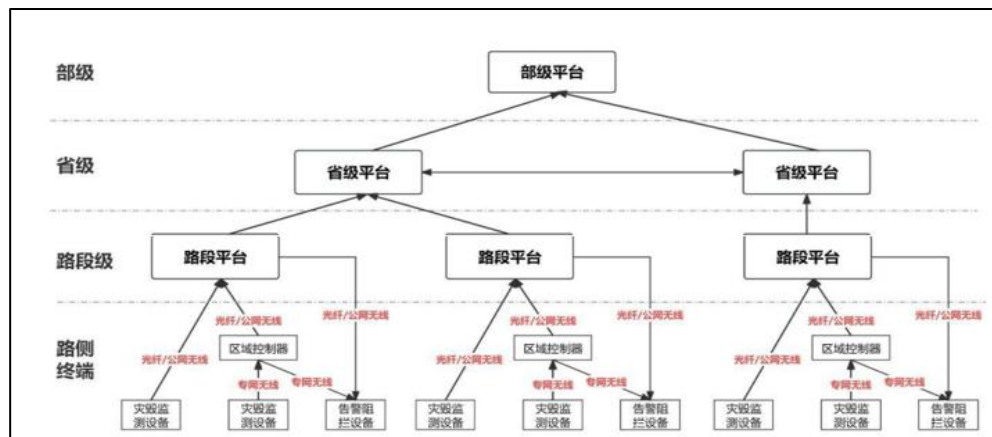 部级
部级平台
省级
省级平台
省级平台
路段级
路段平台
路段平台
路段平台
光纤/公网无线
光纤/公网无线
光纤/公网无线
光纤/公网无线
光纤/公网无线
光纤/公网无线
路侧
终端
区域控制器
区域控制器
区域控制器
光纤/公网无线
光纤/公网无线
光纤/公网无线
专网无线
专网无线
专网无线
专网无线
专网无线
专网无线
灾毁监
测设备
灾毁监
测设备
告警阻
拦设备
灾毁监
测设备
灾毁监
测设备
告警阻
拦设备
灾毁监
测设备
灾毁监
测设备
告警阻
拦设备